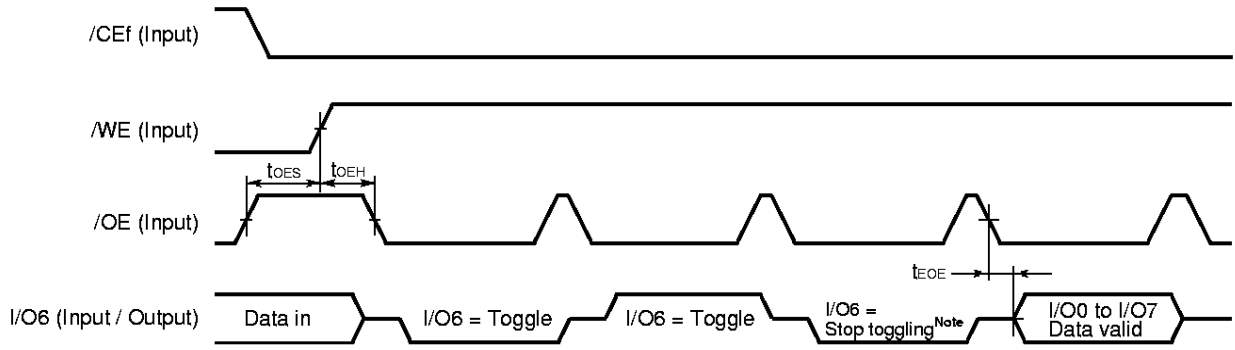 /CEf (Input)
/WE (Input)
tOES tOEH
/OE (Input)
tEOE
I/O6 (Input / Output)
Data in
I/O6 = Toggle
I/O6 = Toggle
I/O6 =
Stop togglingNote
I/O0 to I/O7
Data valid